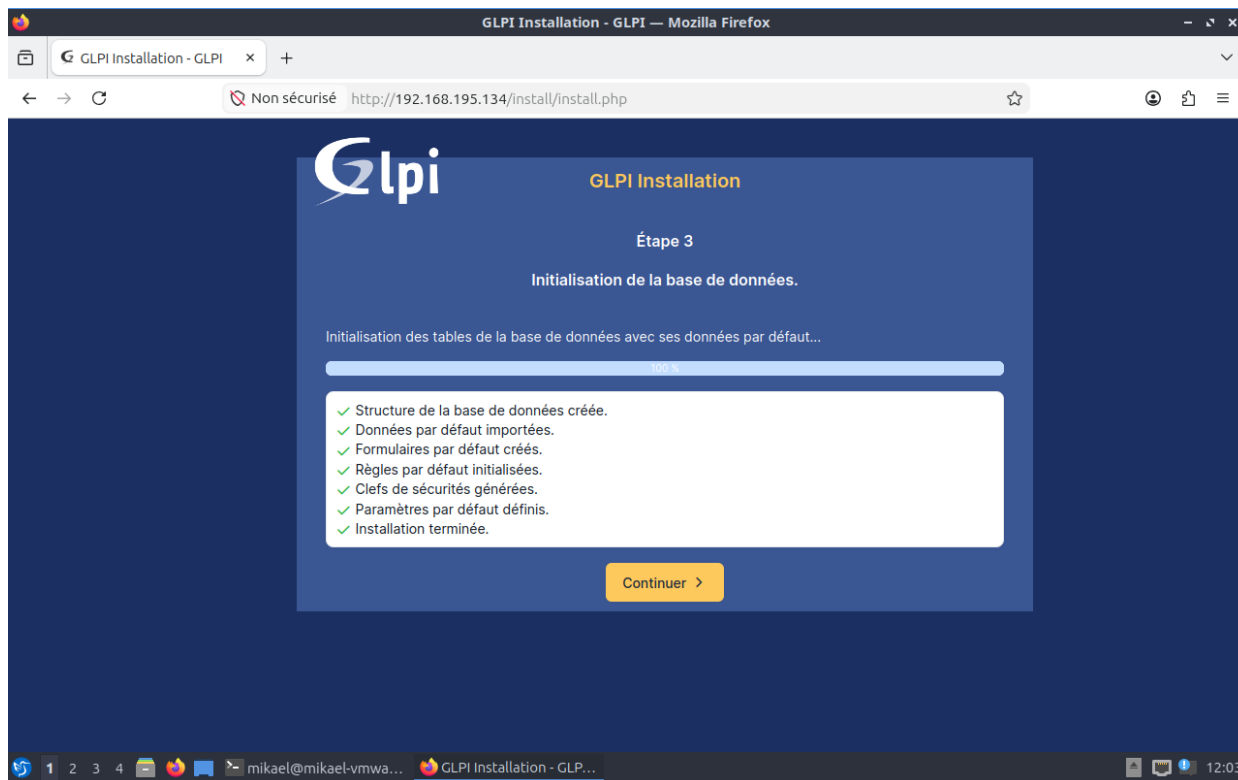 GLPI Installation - GLPI — Mozilla Firefox
GLPI Installation - GLPI
Non sécurisé http://192.168.195.134/install/install.php
Glpi
GLPI Installation
Étape 3
Initialisation de la base de données.
Initialisation des tables de la base de données avec ses données par défaut...
100 %
Structure de la base de données créée.
Données par défaut importées.
Formulaires par défaut créés.
Règles par défaut initialisées.
Clefs de sécurités générées.
Paramètres par défaut définis.
Installation terminée.
Continuer
1 2 3 4 mikael@mikael-vmwa... GLPI Installation - GLP... 12:03